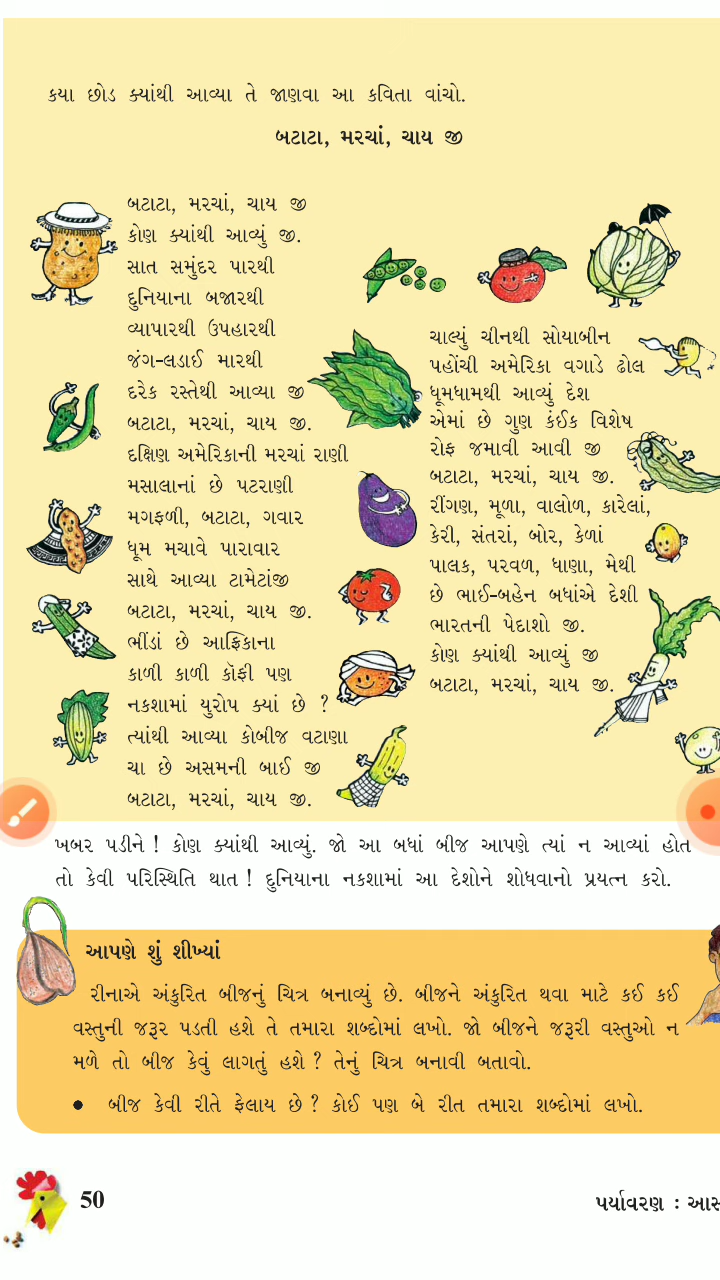 કયા છોડ ક્યાંથી આવ્યા તે જાણવા આ કવિતા વાંચો.
બટાટા, મરચાં, ચાય જી
બટાટા, મરચાં, ચાય જી
કોણ ક્યાંથી આવ્યું જી.
સાત સમુંદર પારથી
દુનિયાના બજારથી
વ્યાપારથી ઉપહારથી
જંગ-લડાઈ મારથી
દરેક રસ્તેથી આવ્યા જી
બટાટા, મરચાં, ચાય જી.
દક્ષિણ અમેરિકાની મરચાં રાણી
મસાલાનાં છે પટરાણી
મગફળી, બટાટા, ગવાર
ધૂમ મચાવે પારાવાર
સાથે આવ્યા ટામેટાંજી
બટાટા, મરચાં, ચાય જી.
ભીંડાં છે આફ્રિકાના
કાળી કાળી કૉફી પણ
નકશામાં યુરોપ ક્યાં છે ?
ત્યાંથી આવ્યા કોબીજ વટાણા
ચા છે અસમની બાઈ જી
બટાટા, મરચાં, ચાય જી.
ચાલ્યું ચીનથી સોયાબીન
પહોંચી અમેરિકા વગાડે ઢોલ
ધૂમધામથી આવ્યું દેશ
એમાં છે ગુણ કંઈક વિશેષ
રોફ જમાવી આવી જી
બટાટા, મરચાં, ચાય જી.
રીંગણ, મૂળા, વાલોળ, કારેલાં,
કેરી, સંતરાં, બોર, કેળાં
પાલક, પરવળ, ધાણા, મેથી
છે ભાઈ-બહેન બધાંએ દેશી
ભારતની પેદાશો જી.
કોણ ક્યાંથી આવ્યું જી
બટાટા, મરચાં, ચાય જી.
ખબર પડીને ! કોણ ક્યાંથી આવ્યું. જો આ બધાં બીજ આપણે ત્યાં ન આવ્યાં હોત
તો કેવી પરિસ્થિતિ થાત ! દુનિયાના નકશામાં આ દેશોને શોધવાનો પ્રયત્ન કરો.
આપણે શું શીખ્યાં
રીનાએ અંકુરિત બીજનું ચિત્ર બનાવ્યું છે. બીજને અંકુરિત થવા માટે કઈ કઈ
વસ્તુની જરૂર પડતી હશે તે તમારા શબ્દોમાં લખો. જો બીજને જરૂરી વસ્તુઓ ન
મળે તો બીજ કેવું લાગતું હશે ? તેનું ચિત્ર બનાવી બતાવો.
• બીજ કેવી રીતે ફેલાય છે ? કોઈ પણ બે રીત તમારા શબ્દોમાં લખો.
50
પર્યાવરણ : આસ